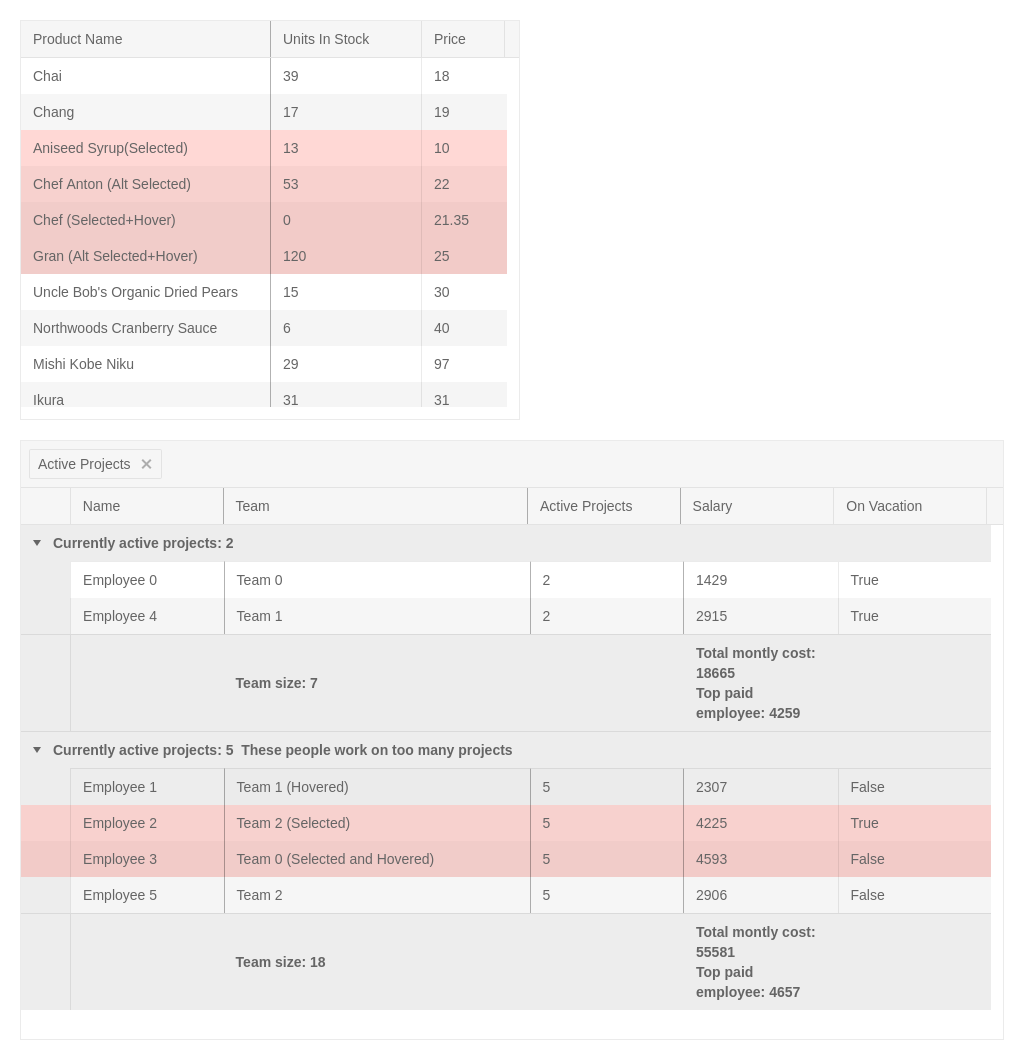 Product Name Units In Stock Price
Chai 39 18
Chang 17 19
Aniseed Syrup(Selected) 13 10
Chef Anton (Alt Selected) 53 22
Chef (Selected+Hover) 0 21.35
Gran (Alt Selected+Hover) 120 25
Uncle Bob's Organic Dried Pears 15 30
Northwoods Cranberry Sauce 6 40
Mishi Kobe Niku 29 97
Ikura 31 31
Active Projects
Name Team Active Projects Salary On Vacation
Currently active projects: 2
Employee 0 Team 0 2 1429 True
Employee 4 Team 1 2 2915 True
Team size: 7
Total montly cost:
18665
Top paid
employee: 4259
Currently active projects: 5 These people work on too many projects
Employee 1 Team 1 (Hovered) 5 2307 False
Employee 2 Team 2 (Selected) 5 4225 True
Employee 3 Team 0 (Selected and Hovered) 5 4593 False
Employee 5 Team 2 5 2906 False
Team size: 18
Total montly cost:
55581
Top paid
employee: 4657